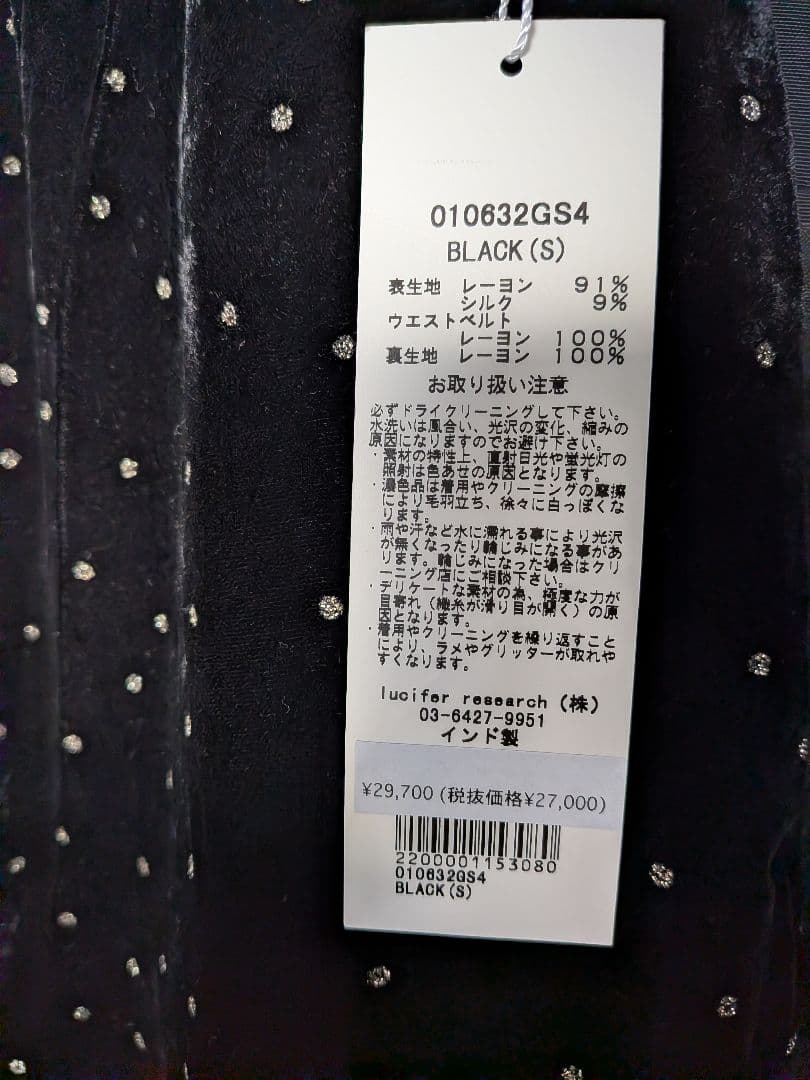 010632GS4
BLACK(S)
表生地 レーヨン 91%
シルク 9%
ウエストベルト
レーヨン 100%
裏生地 レーヨン 100%
お取り扱い注意
必ずドライクリーニングして下さい。
水洗いは風合い、光沢の変化、縮みの
原因になりますのでお避け下さい。
・素材の特性上、直射日光や蛍光灯の
照射は色あせの原因となります。
・濃色品は着用やクリーニングの摩擦
により毛羽立ち、徐々に白っぽくな
ります。
・雨や汗など水に濡れる事により光沢
が無くなったり輪じみになる事があ
ります。輪じみになった場合はクリ
ーニング店にご相談下さい。
・デリケートな素材の為、極度な力が
目寄れ（織糸が滑り目が開く）の原
因となります。
・着用やクリーニングを繰り返すこと
により、ラメやグリッターが取れや
すくなります。
lucifer research（株）
03-6427-9951
インド製
¥29,700（税抜価格¥27,000）
2200001153080
010632GS4
BLACK(S)